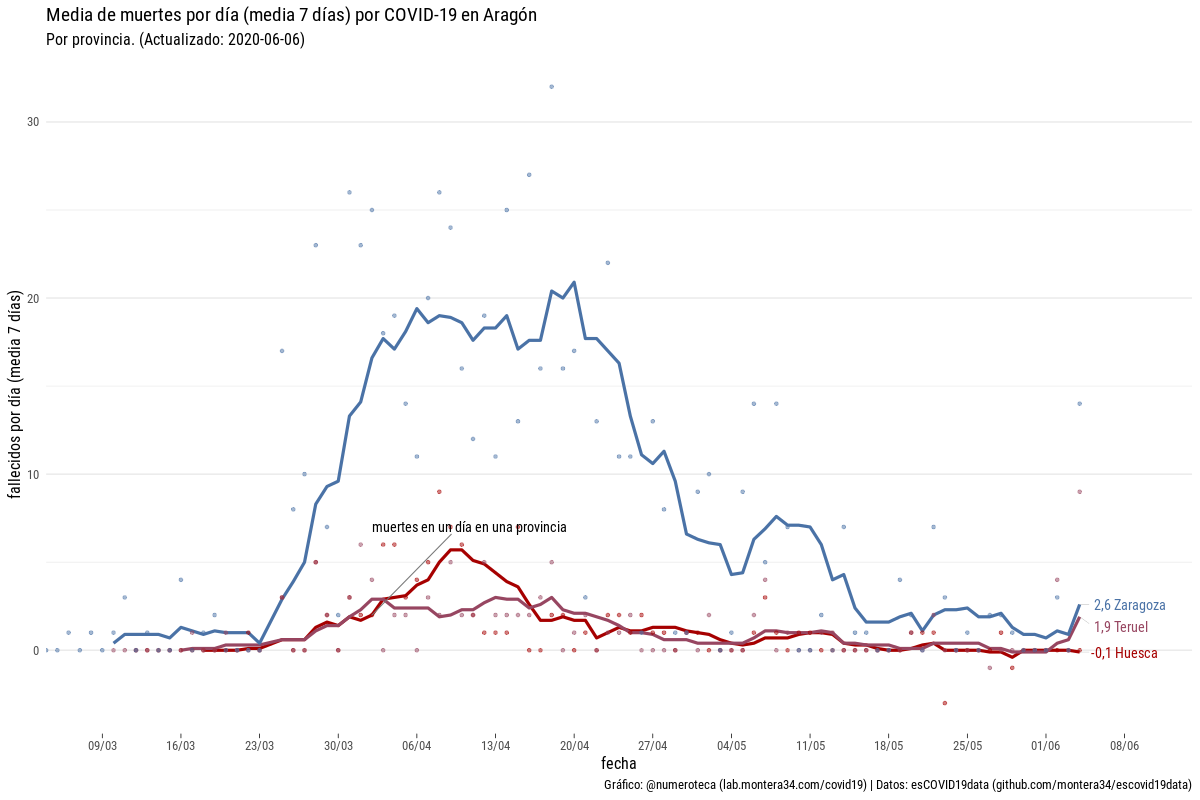 Media de muertes por día (media 7 días) por COVID-19 en Aragón
Por provincia. (Actualizado: 2020-06-06)
fallecidos por día (media 7 días)
30
20
10
0
muertes en un día en una provincia
2,6 Zaragoza
1,9 Teruel
-0,1 Huesca
09/03
16/03
23/03
30/03
06/04
13/04
20/04
27/04
04/05
11/05
18/05
25/05
01/06
08/06
fecha
Gráfico: @numeroteca (lab.montera34.com/covid19) | Datos: esCOVID19data (github.com/montera34/escovid19data)